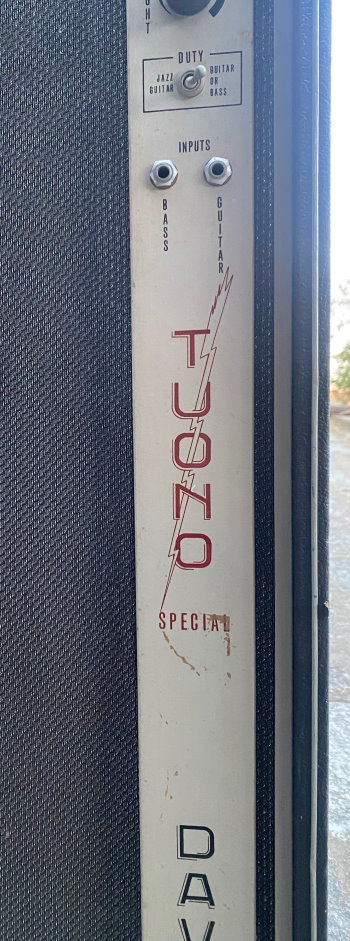 DUTY
JAZZ GUITAR
GUITAR OR BASS
INPUTS
BASS
GUITAR
TUONO
SPECIAL
DAV